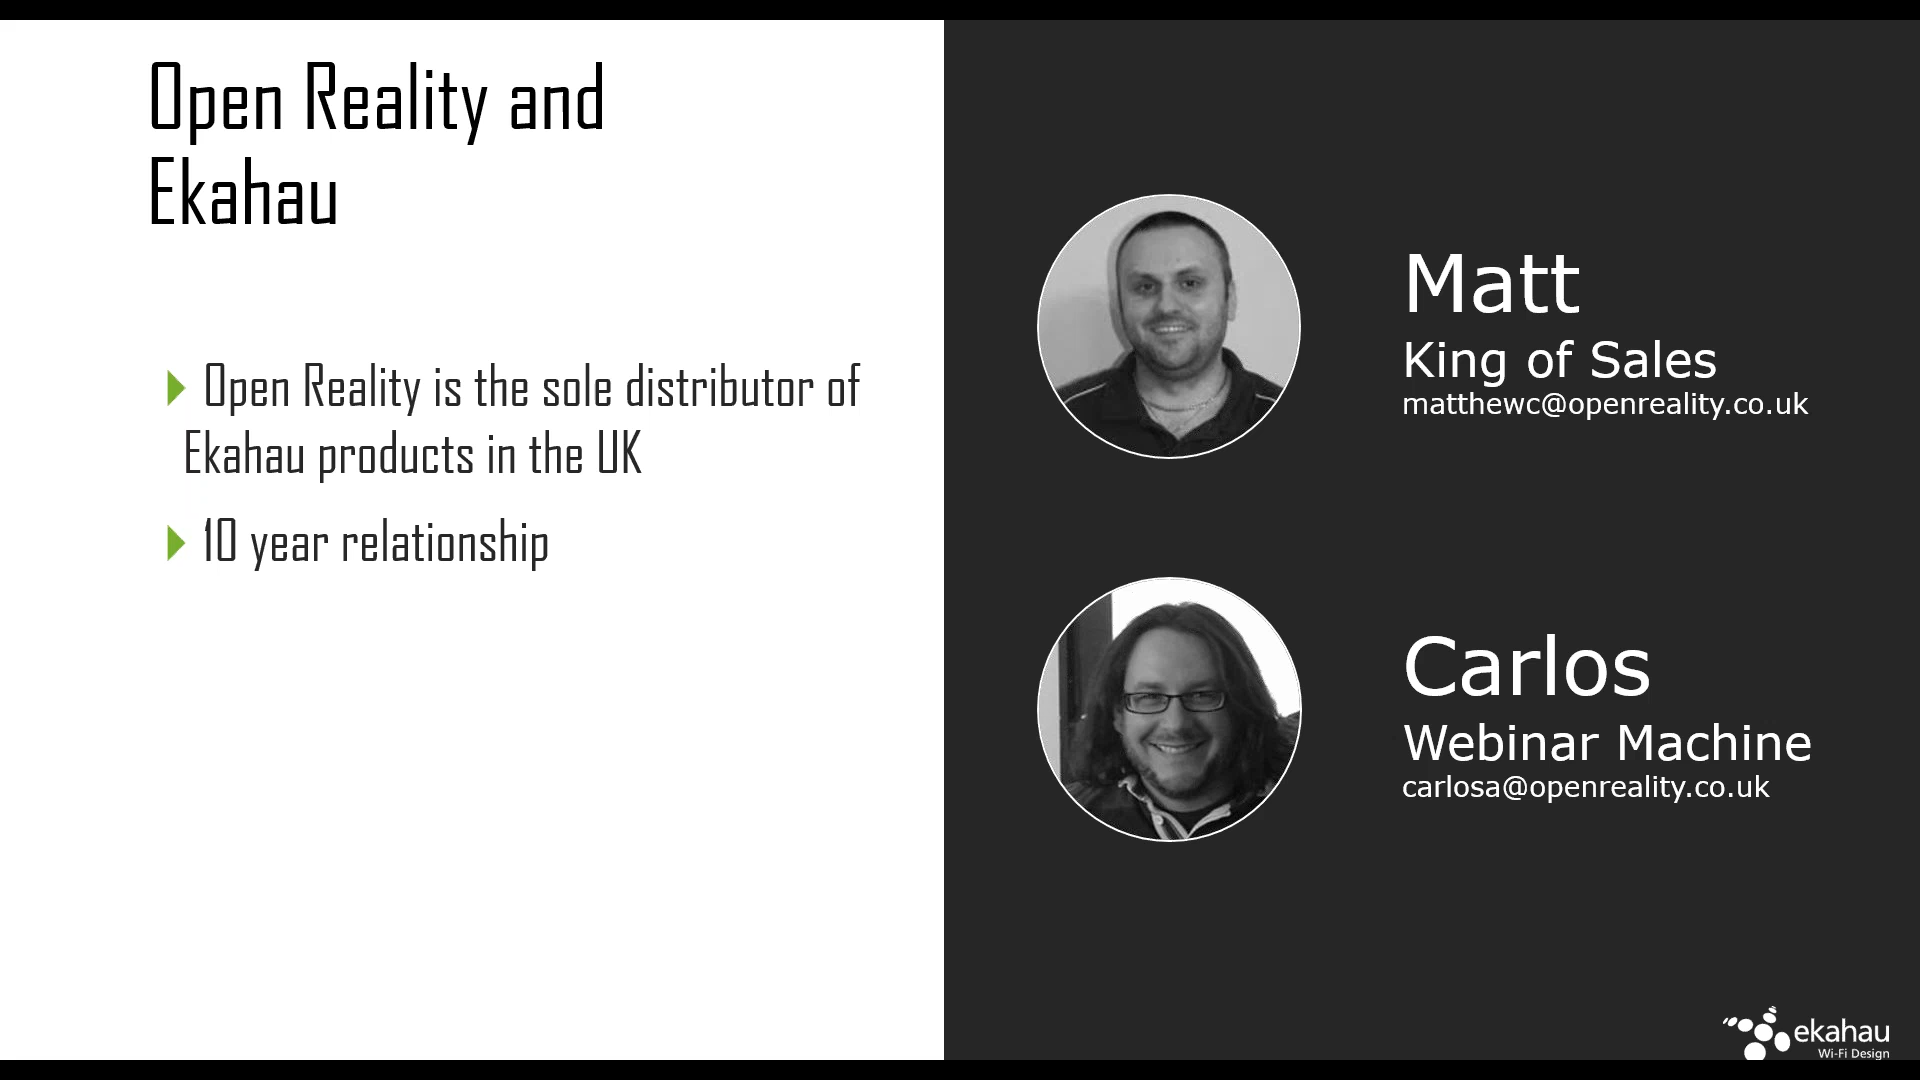 Open Reality and
Ekahau
Open Reality is the sole distributor of
Ekahau products in the UK
10 year relationship
Matt
King of Sales
matthewc@openreality.co.uk
Carlos
Webinar Machine
carlosa@openreality.co.uk
ekahau
Wi-Fi Design